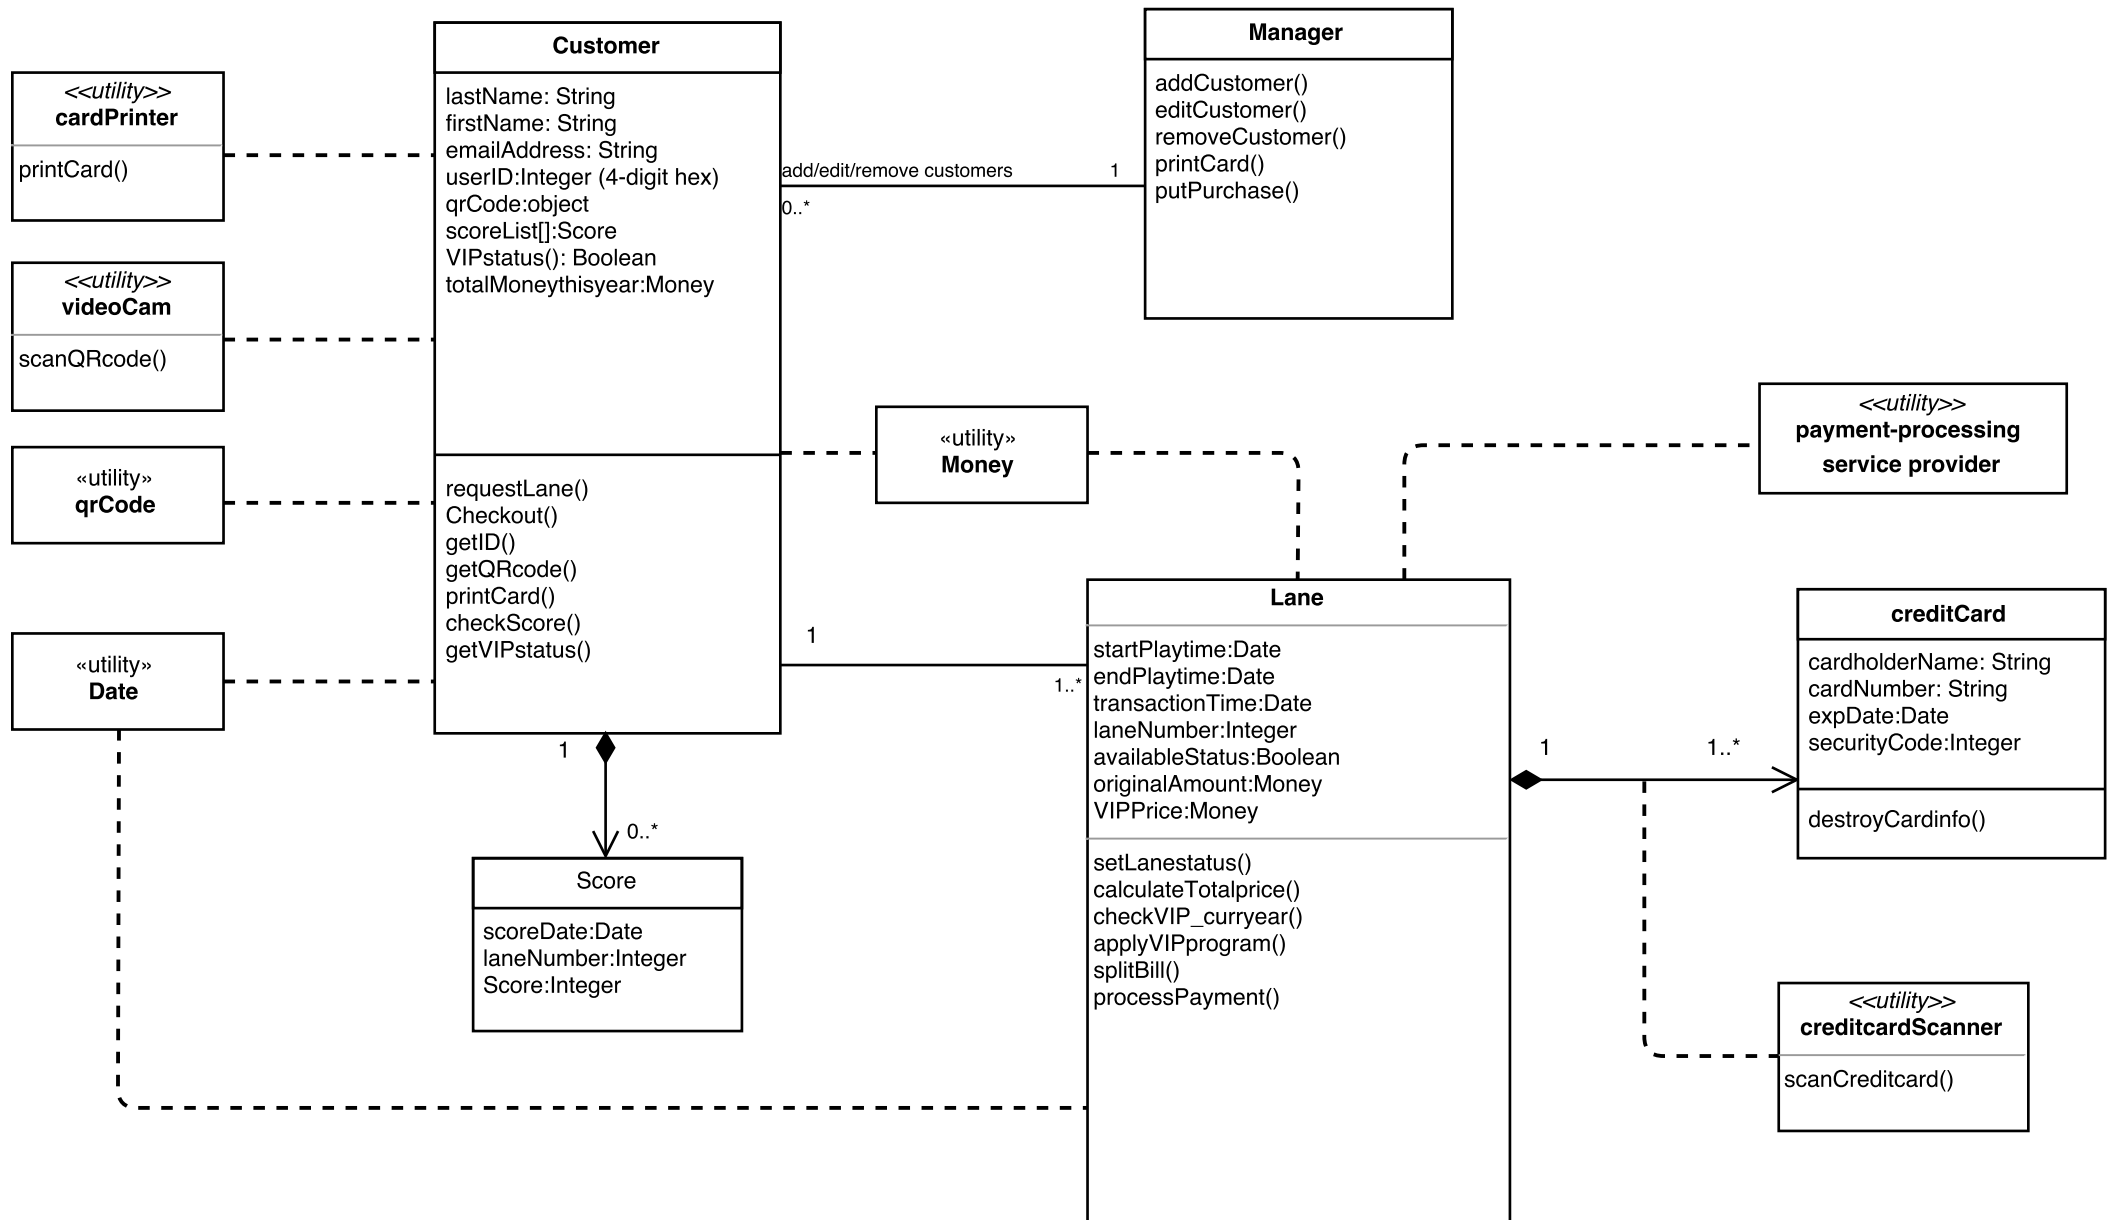 <<utility>>
cardPrinter
printCard()
<<utility>>
videoCam
scanQRcode()
«utility»
qrCode
«utility»
Date
Customer
lastName: String
firstName: String
emailAddress: String
userID:Integer (4-digit hex)
qrCode:object
scoreList[]:Score
VIPstatus(): Boolean
totalMoneythisyear:Money
requestLane()
Checkout()
getID()
getQRcode()
printCard()
checkScore()
getVIPstatus()
add/edit/remove customers
1
0..*
Manager
addCustomer()
editCustomer()
removeCustomer()
printCard()
putPurchase()
«utility»
Money
<<utility>>
payment-processing
service provider
1
1..*
1
0..*
Score
scoreDate:Date
laneNumber:Integer
Score:Integer
Lane
startPlaytime:Date
endPlaytime:Date
transactionTime:Date
laneNumber:Integer
availableStatus:Boolean
originalAmount:Money
VIPPrice:Money
setLanestatus()
calculateTotalprice()
checkVIP_curryear()
applyVIPprogram()
splitBill()
processPayment()
1
1..*
creditCard
cardholderName: String
cardNumber: String
expDate:Date
securityCode:Integer
destroyCardinfo()
<<utility>>
creditcardScanner
scanCreditcard()